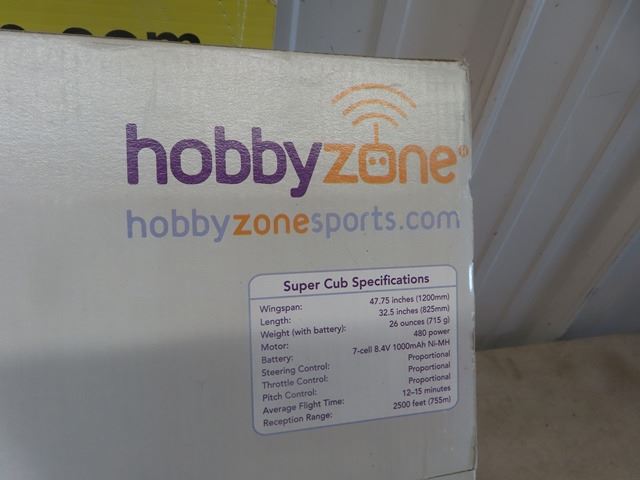 .com
hobbyzone®
hobbyzonesports.com
Super Cub Specifications
Wingspan: 47.75 inches (1200mm)
Length: 32.5 inches (825mm)
Weight (with battery): 26 ounces (715 g)
Motor: 480 power
Battery: 7-cell 8.4V 1000mAh Ni-MH
Steering Control: Proportional
Throttle Control: Proportional
Pitch Control: Proportional
Average Flight Time: 12–15 minutes
Reception Range: 2500 feet (755m)